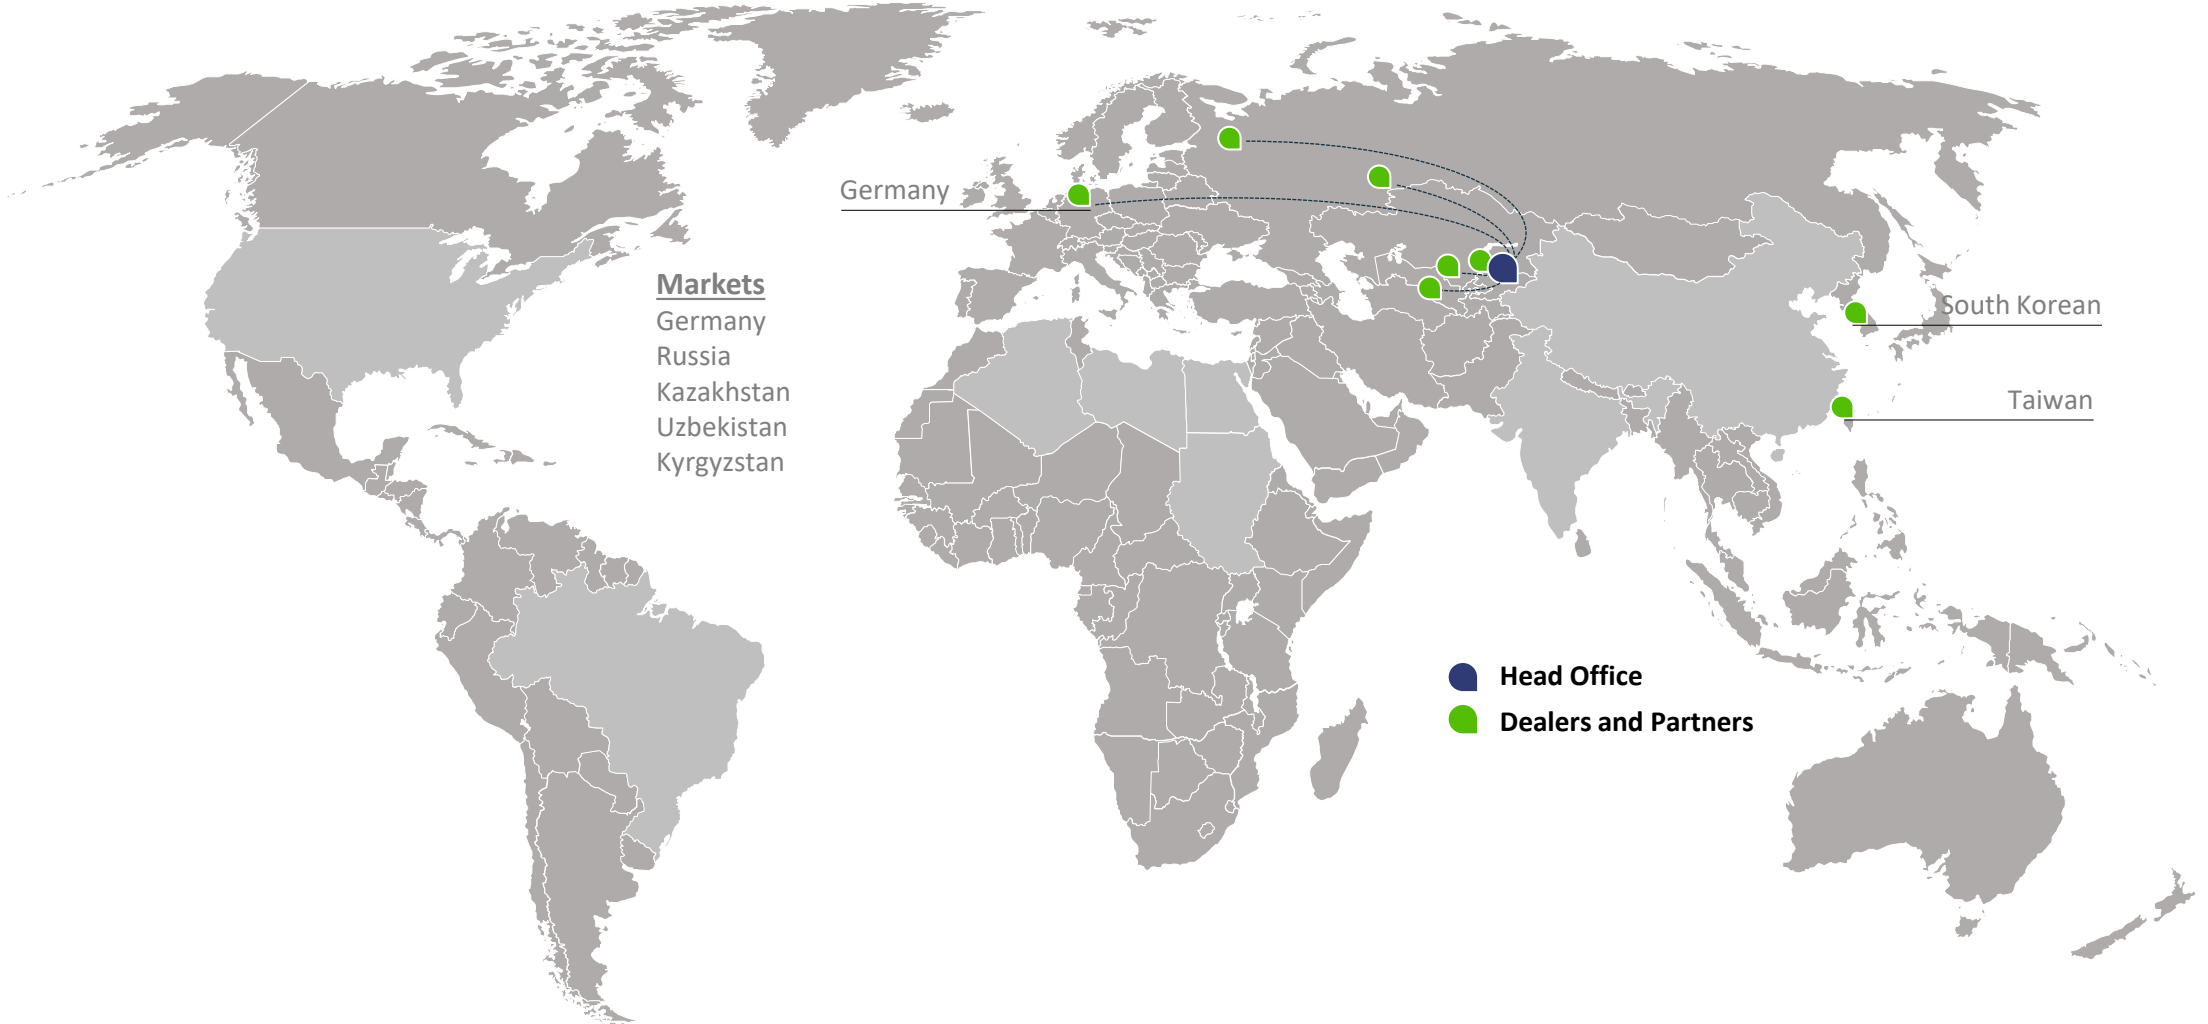 Germany
Markets
Germany
Russia
Kazakhstan
Uzbekistan
Kyrgyzstan
South Korean
Taiwan
Head Office
Dealers and Partners